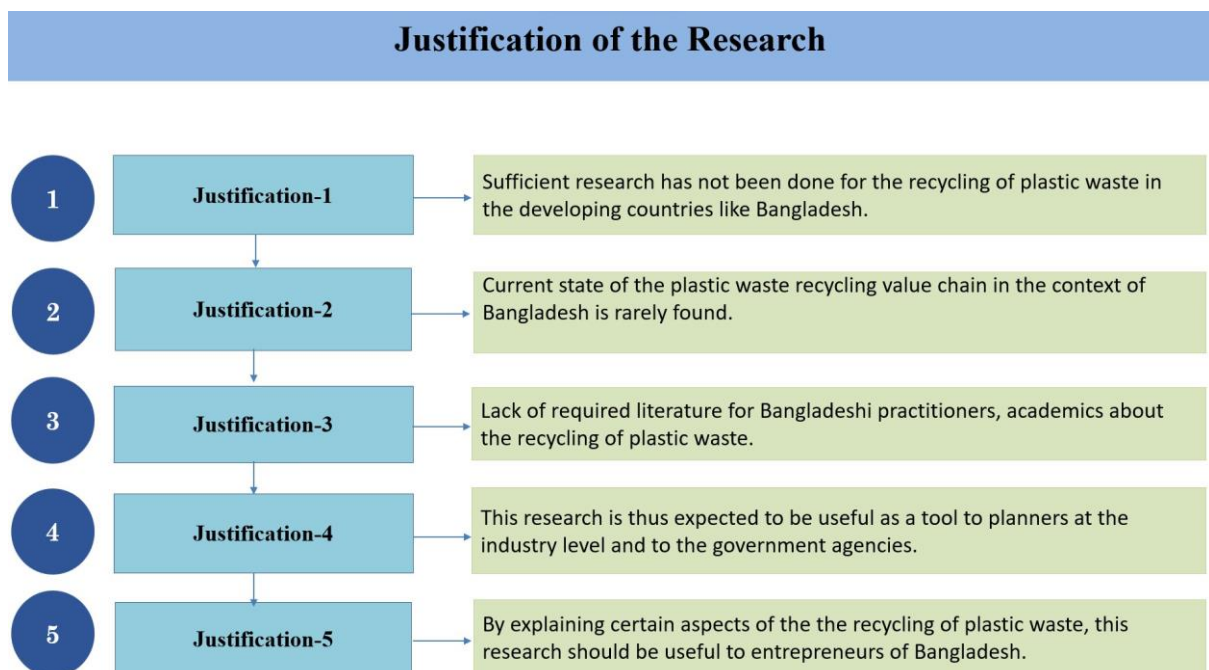 Justification of the Research
1
Justification-1
Sufficient research has not been done for the recycling of plastic waste in
the developing countries like Bangladesh.
2
Justification-2
Current state of the plastic waste recycling value chain in the context of
Bangladesh is rarely found.
3
Justification-3
Lack of required literature for Bangladeshi practitioners, academics about
the recycling of plastic waste.
4
Justification-4
This research is thus expected to be useful as a tool to planners at the
industry level and to the government agencies.
5
Justification-5
By explaining certain aspects of the the recycling of plastic waste, this
research should be useful to entrepreneurs of Bangladesh.